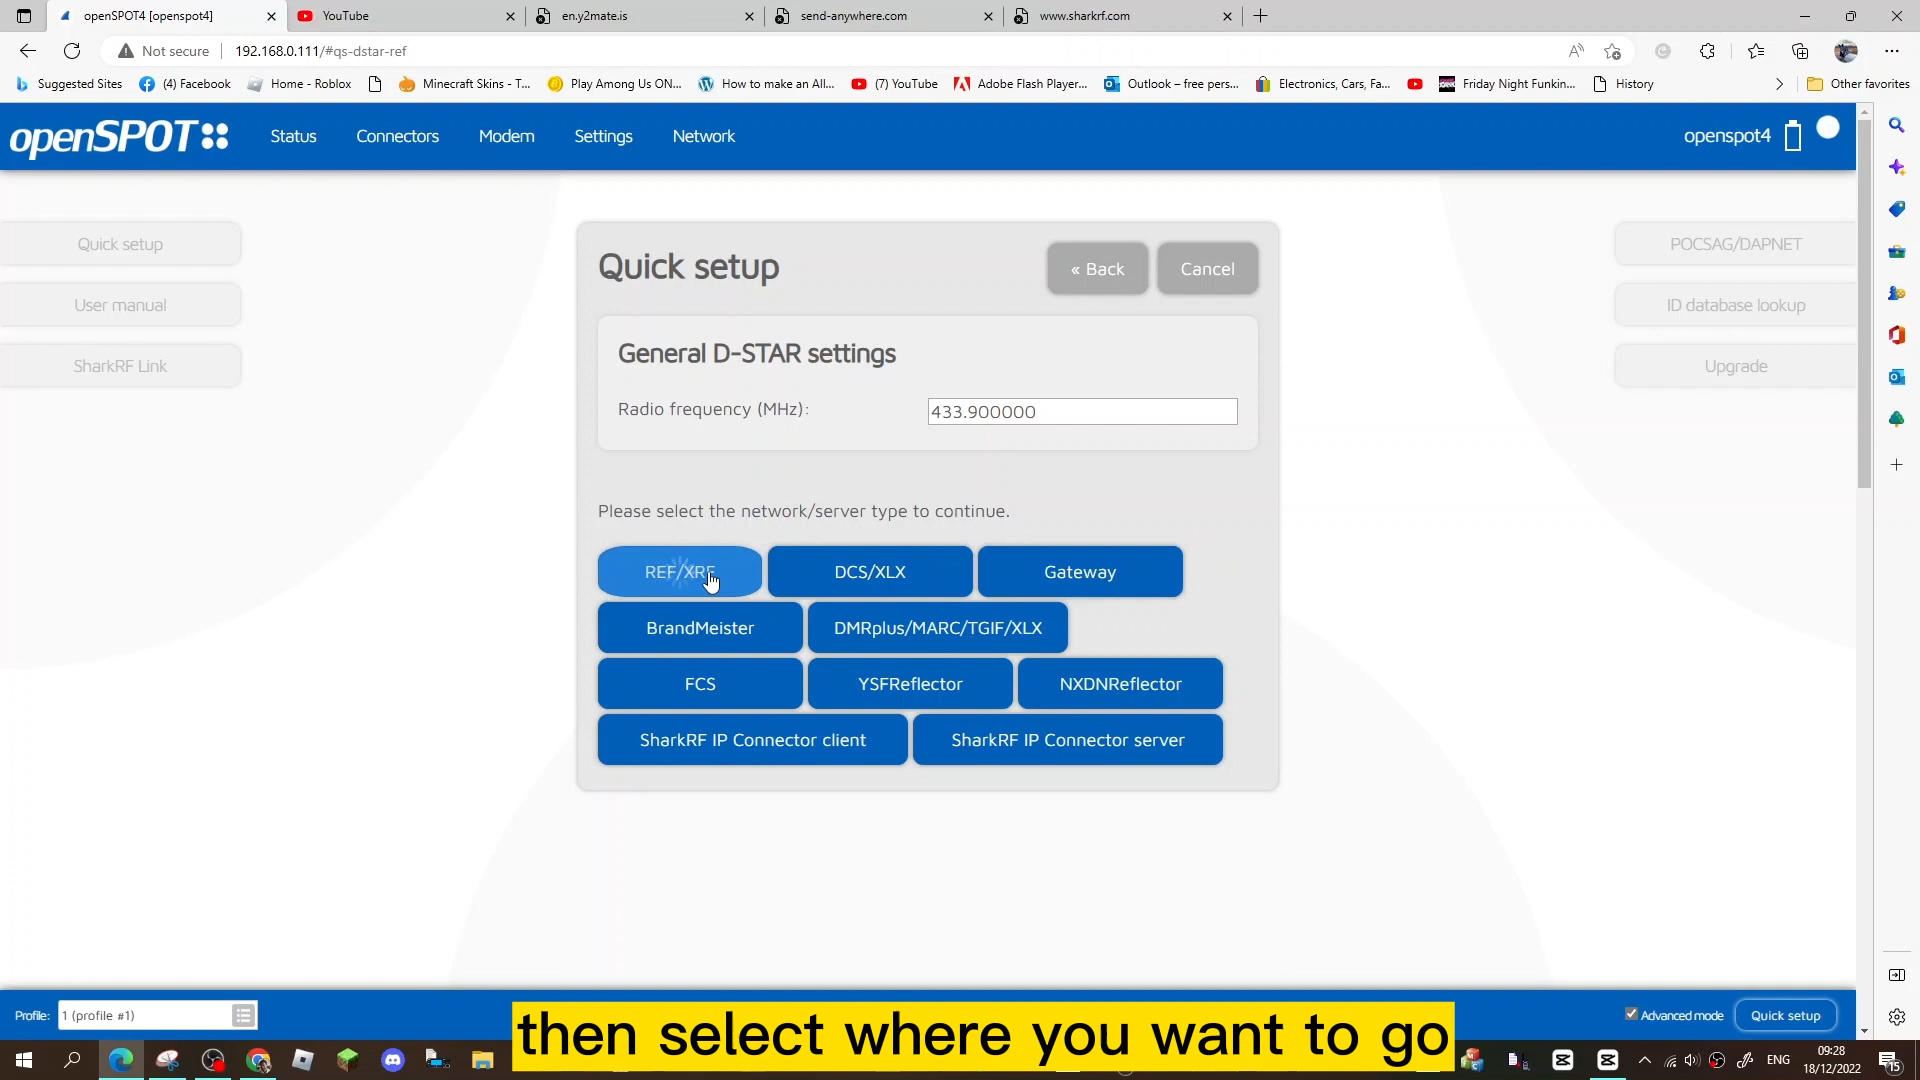 openSPOT4 [openspot4]
YouTube
en.y2mate.is
send-anywhere.com
www.sharkrf.com
Not secure
192.168.0.111/#qs-dstar-ref
Suggested Sites
(4) Facebook
Home - Roblox
Minecraft Skins - T...
Play Among Us ON...
How to make an All...
(7) YouTube
Adobe Flash Player...
Outlook – free pers...
Electronics, Cars, Fa...
Friday Night Funkin...
History
Other favorites
openSPOT
Status
Connectors
Modem
Settings
Network
openspot4
Quick setup
User manual
SharkRF Link
POCSAG/DAPNET
ID database lookup
Upgrade
Quick setup
« Back
Cancel
General D-STAR settings
Radio frequency (MHz):
433.900000
Please select the network/server type to continue.
REF/XRF
DCS/XLX
Gateway
BrandMeister
DMRplus/MARC/TGIF/XLX
FCS
YSFReflector
NXDNReflector
SharkRF IP Connector client
SharkRF IP Connector server
Profile:
1 (profile #1)
Advanced mode
Quick setup
then select where you want to go
ENG
09:28
18/12/2022
15